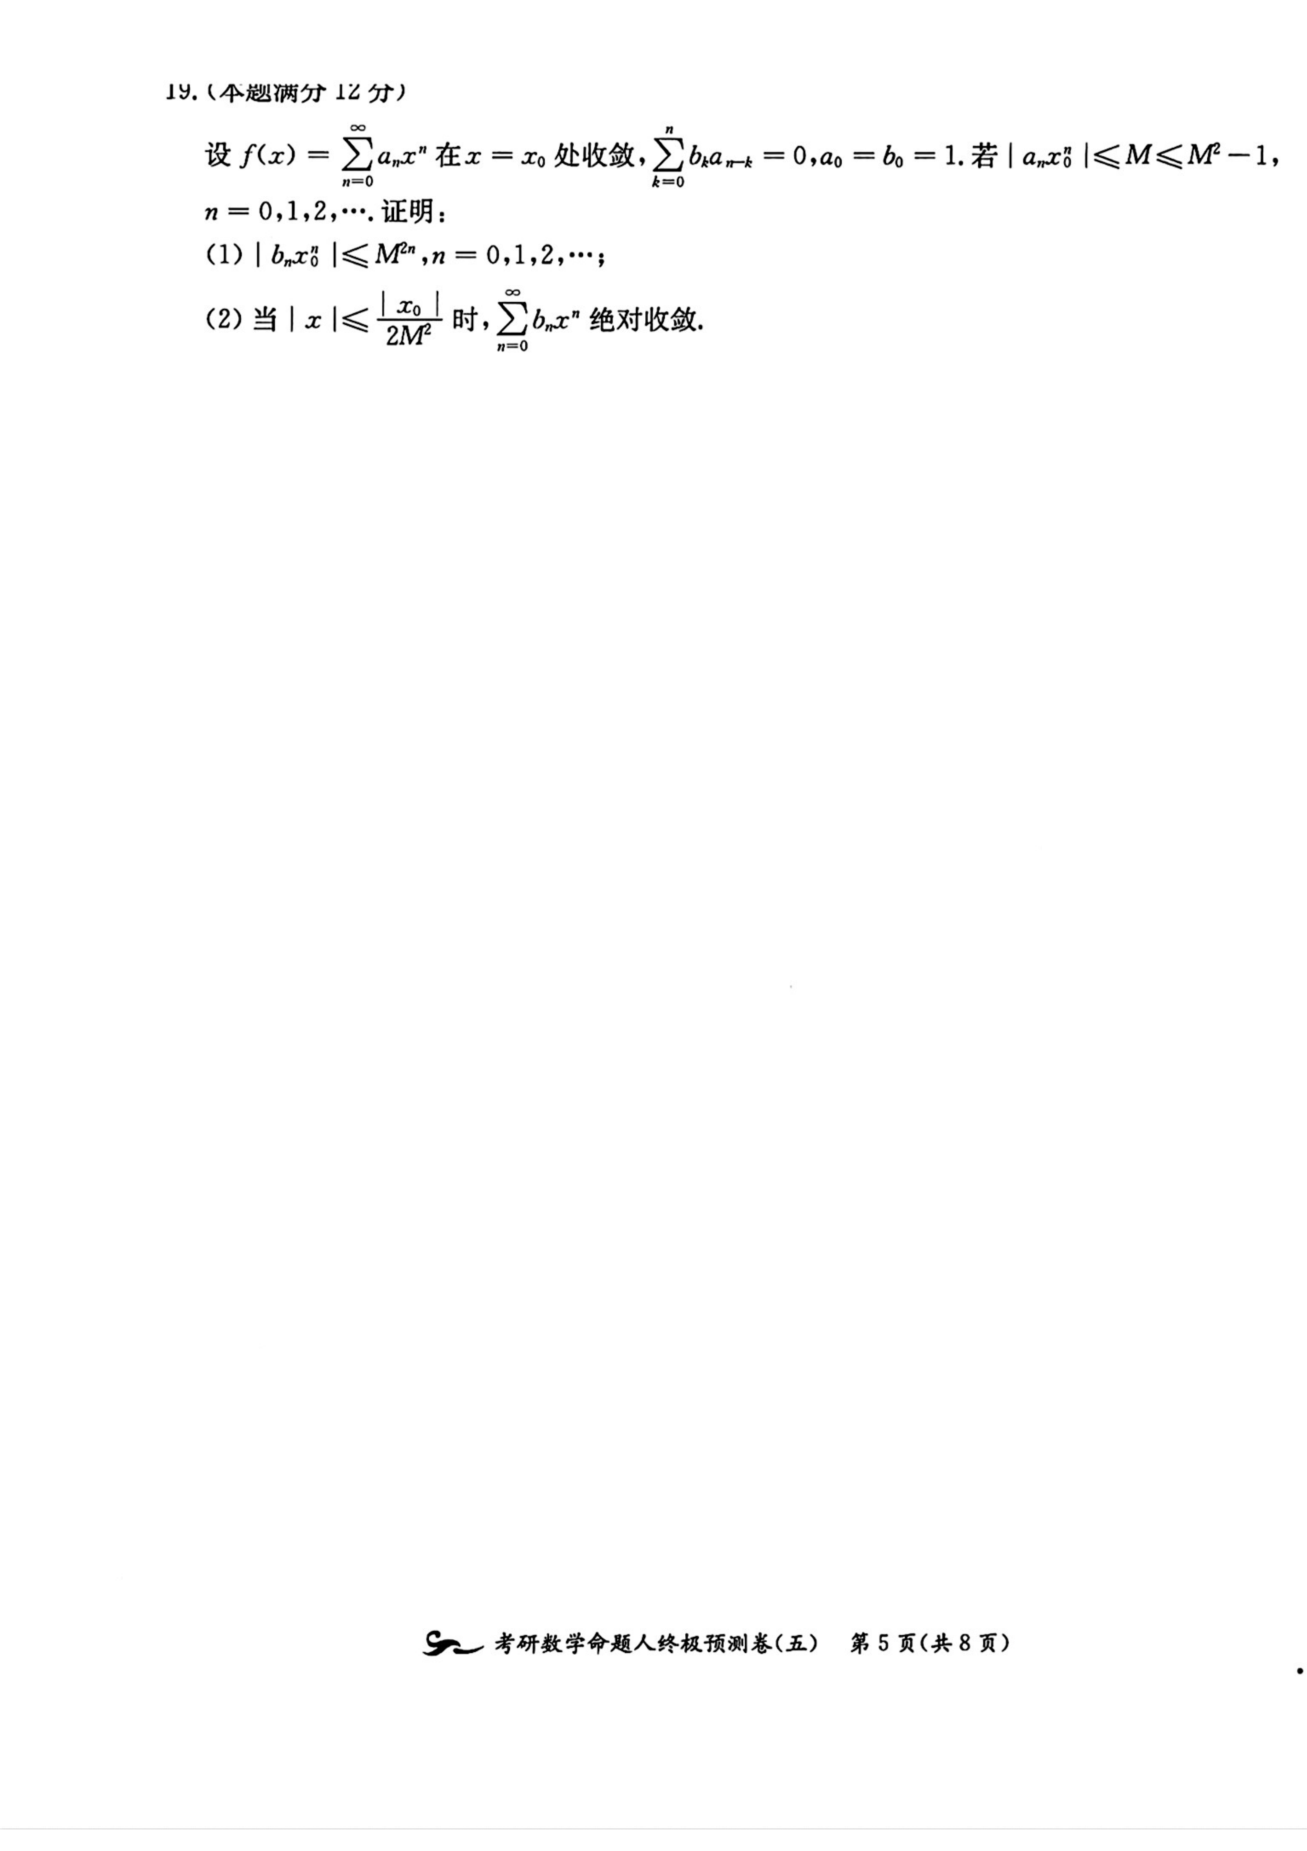 19.(本题满分 12 分)
设 f(x) = ∑_{n=0}^{∞} a_n x^n 在 x = x_0 处收敛, ∑_{k=0}^{n} b_k a_{n-k} = 0, a_0 = b_0 = 1. 若 | a_n x_0^n | ⩽ M ⩽ M^2 − 1,
n = 0,1,2,⋯. 证明:
(1) | b_n x_0^n | ⩽ M^{2n}, n = 0,1,2,⋯;
(2) 当 | x | ⩽ \frac{| x_0 |}{2M^2} 时, ∑_{n=0}^{∞} b_n x^n 绝对收敛.
考研数学命题人终极预测卷(五) 第 5 页(共 8 页)